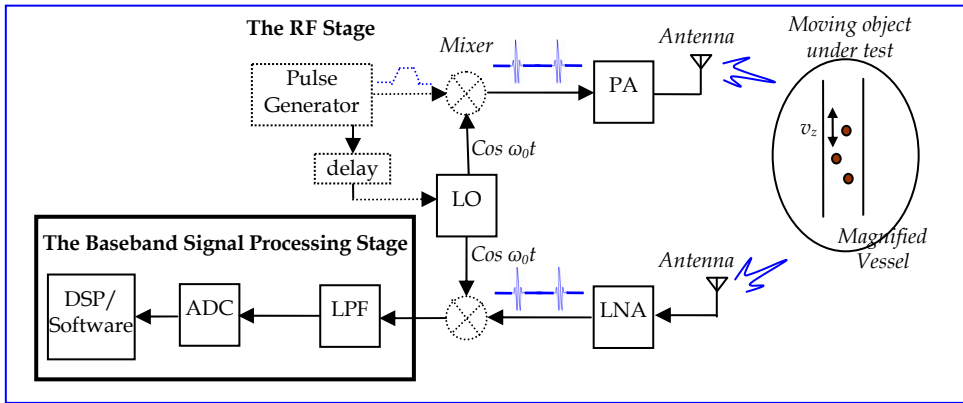 The RF Stage
Pulse
Generator
delay
Mixer
PA
Antenna
Moving object
under test
v_z
Magnified
Vessel
Cos ω₀t
LO
Cos ω₀t
The Baseband Signal Processing Stage
DSP/
Software
ADC
LPF
LNA
Antenna